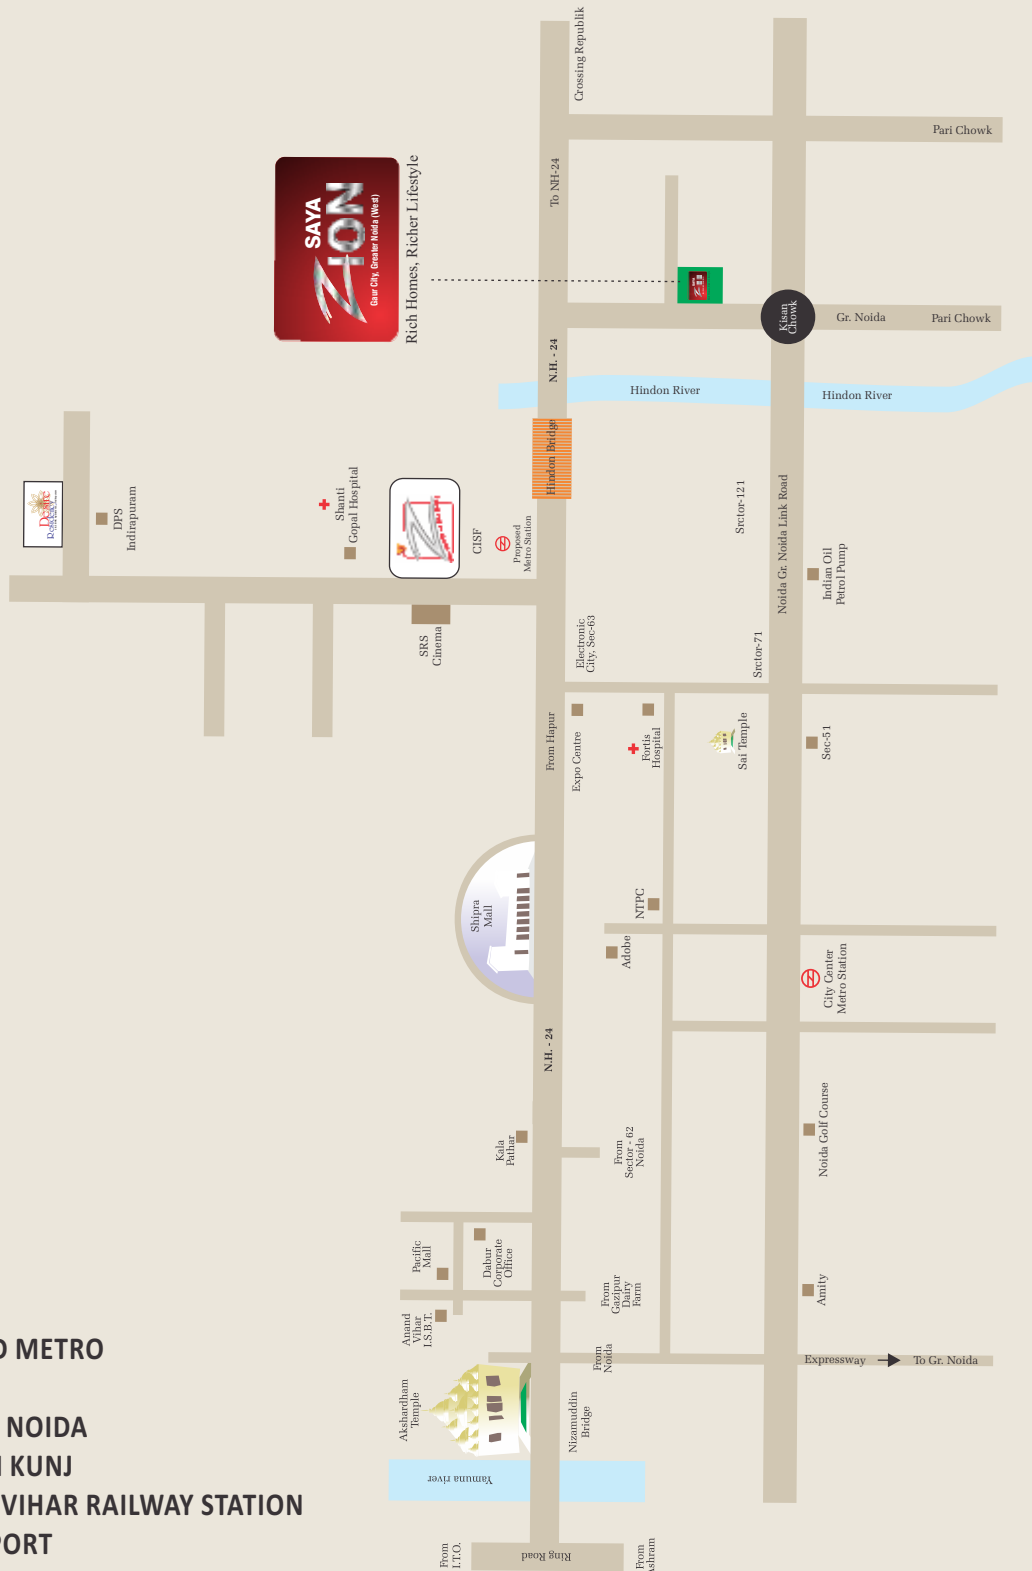 Crossing Republik
Pari Chowk
To NH-24
SAYA
ZION
Gaur City, Greater Noida (West)
Rich Homes, Richer Lifestyle
Kisan
Chowk
Gr. Noida
Pari Chowk
N.H. - 24
Hindon River
Hindon River
Hindon Bridge
Desire
Residency
DPS
Indirapuram
Shanti
Gopal Hospital
CISF
Proposed
Metro Station
Srctor-121
Noida Gr. Noida Link Road
Indian Oil
Petrol Pump
SRS
Cinema
Electronic
City, Sec-63
Srctor-71
From Hapur
Expo Centre
Fortis
Hospital
Sai Temple
Sec-51
Shipra
Mall
NTPC
Adobe
City Center
Metro Station
N.H. - 24
Kala
Pathar
From
Sector - 62
Noida
Noida Golf Course
Pacific
Mall
Dabur
Corporate
Office
From
Gazipur
Dairy
Farm
Amity
Anand
Vihar
I.S.B.T.
From
Noida
Expressway
To Gr. Noida
Akshardham
Temple
Nizamuddin
Bridge
Yamuna river
From
I.T.O.
Ring Road
From
Ashram
D METRO
NOIDA
KUNJ
VIHAR RAILWAY STATION
PORT